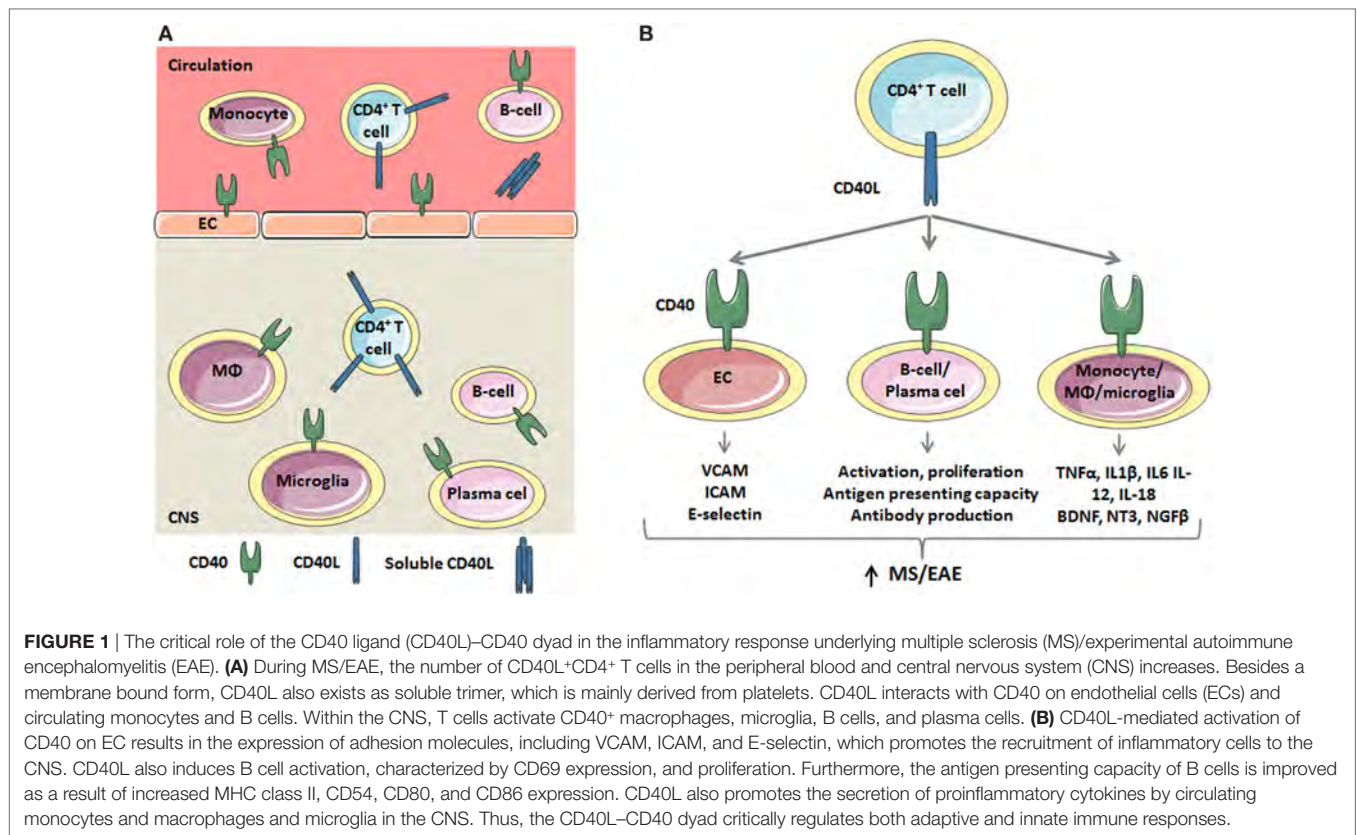 A
Circulation
Monocyte
CD4⁺ T
cell
B-cell
EC
MΦ
CD4⁺ T
cell
B-cell
Microglia
Plasma cel
CNS
CD40
CD40L
Soluble CD40L
B
CD4⁺ T cell
CD40L
CD40
EC
B-cell/
Plasma cel
Monocyte/
MΦ/microglia
VCAM
ICAM
E-selectin
Activation, proliferation
Antigen presenting capacity
Antibody production
TNFα, IL1β, IL6 IL-
12, IL-18
BDNF, NT3, NGFβ
↑ MS/EAE
FIGURE 1 | The critical role of the CD40 ligand (CD40L)–CD40 dyad in the inflammatory response underlying multiple sclerosis (MS)/experimental autoimmune
encephalomyelitis (EAE). (A) During MS/EAE, the number of CD40L⁺CD4⁺ T cells in the peripheral blood and central nervous system (CNS) increases. Besides a
membrane bound form, CD40L also exists as soluble trimer, which is mainly derived from platelets. CD40L interacts with CD40 on endothelial cells (ECs) and
circulating monocytes and B cells. Within the CNS, T cells activate CD40⁺ macrophages, microglia, B cells, and plasma cells. (B) CD40L-mediated activation of
CD40 on EC results in the expression of adhesion molecules, including VCAM, ICAM, and E-selectin, which promotes the recruitment of inflammatory cells to the
CNS. CD40L also induces B cell activation, characterized by CD69 expression, and proliferation. Furthermore, the antigen presenting capacity of B cells is improved
as a result of increased MHC class II, CD54, CD80, and CD86 expression. CD40L also promotes the secretion of proinflammatory cytokines by circulating
monocytes and macrophages and microglia in the CNS. Thus, the CD40L–CD40 dyad critically regulates both adaptive and innate immune responses.